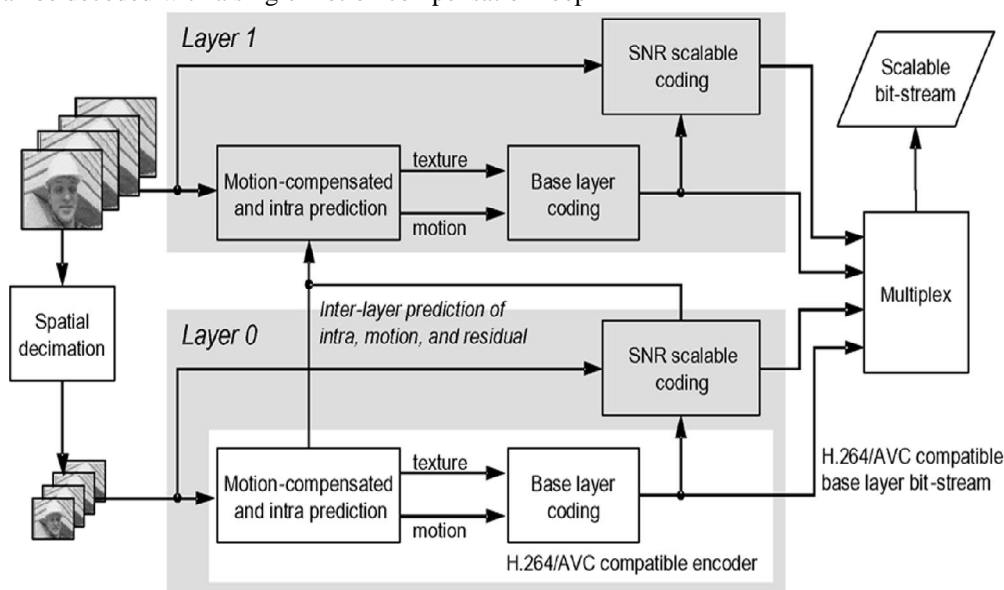 Layer 1
SNR scalable
coding
Scalable
bit-stream
texture
Motion-compensated
and intra prediction
motion
Base layer
coding
Multiplex
Spatial
decimation
Inter-layer prediction of
intra, motion, and residual
Layer 0
SNR scalable
coding
texture
Motion-compensated
and intra prediction
motion
Base layer
coding
H.264/AVC compatible
base layer bit-stream
H.264/AVC compatible encoder